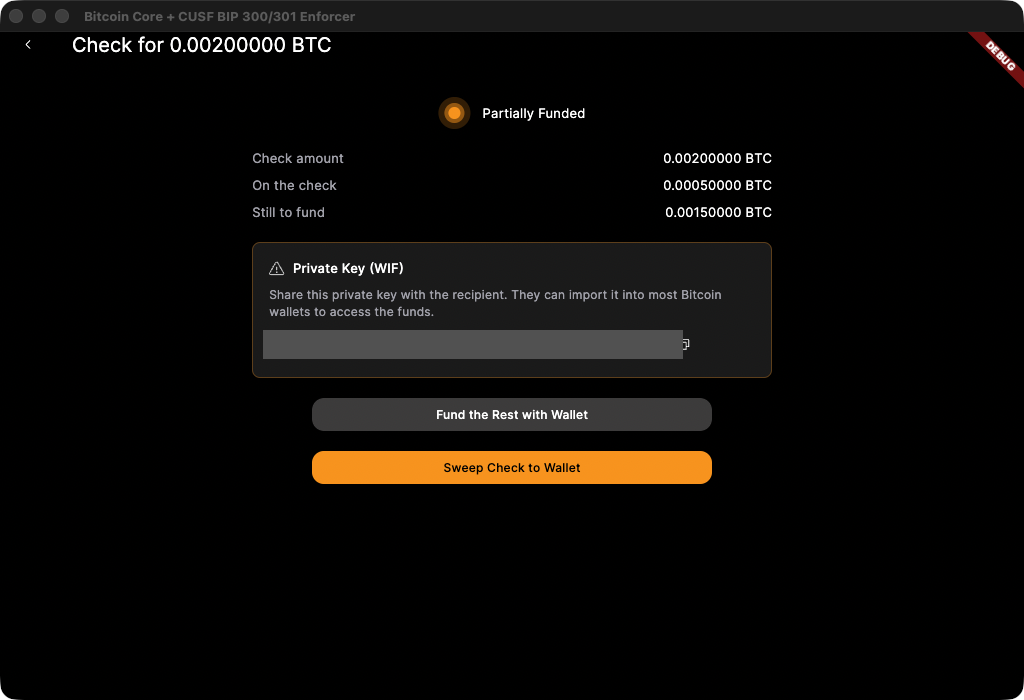 Bitcoin Core + CUSF BIP 300/301 Enforcer
Check for 0.00200000 BTC
DEBUG
Partially Funded
Check amount 0.00200000 BTC
On the check 0.00050000 BTC
Still to fund 0.00150000 BTC
Private Key (WIF)
Share this private key with the recipient. They can import it into most Bitcoin
wallets to access the funds.
Fund the Rest with Wallet
Sweep Check to Wallet